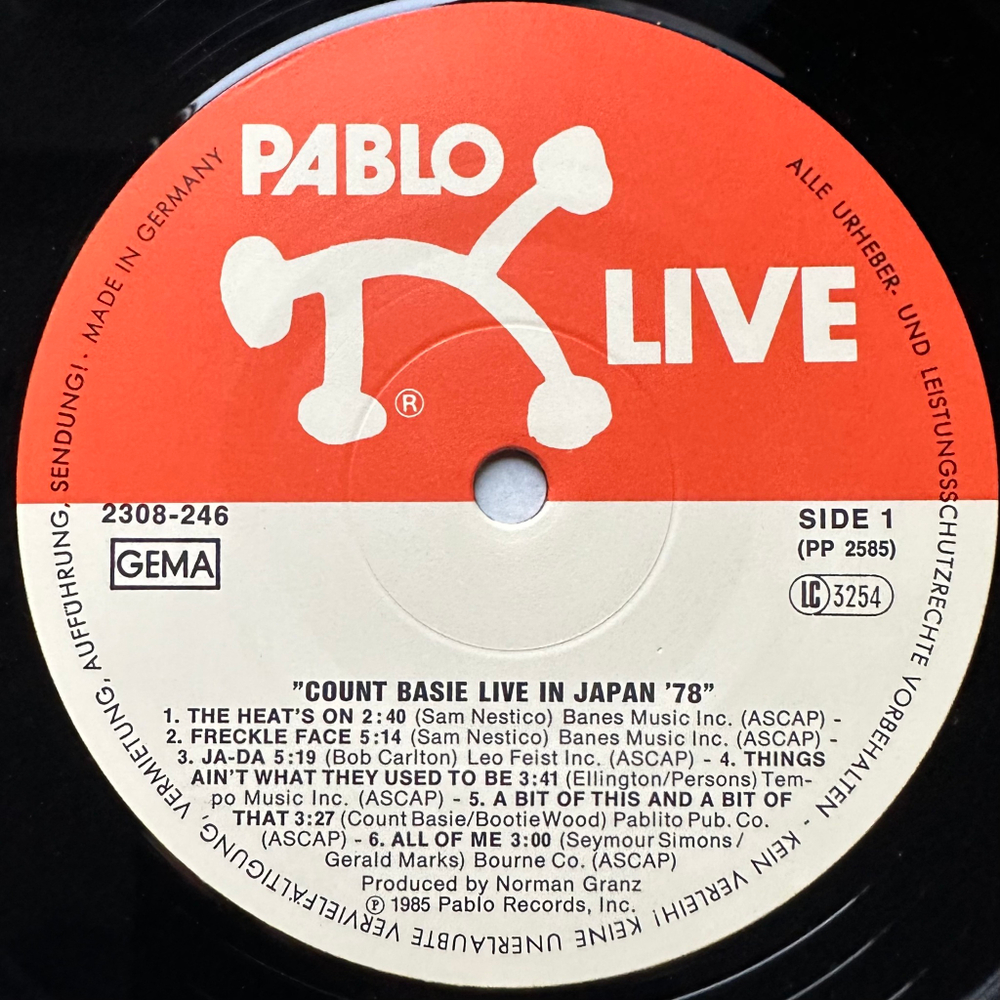 PABLO
LIVE
®
2308-246
GEMA
SIDE 1
(PP 2585)
LC 3254
"COUNT BASIE LIVE IN JAPAN '78"
1. THE HEAT'S ON 2:40 (Sam Nestico) Banes Music Inc. (ASCAP) -
2. FRECKLE FACE 5:14 (Sam Nestico) Banes Music Inc. (ASCAP) -
3. JA-DA 5:19 (Bob Carlton) Leo Feist Inc. (ASCAP) - 4. THINGS
AIN'T WHAT THEY USED TO BE 3:41 (Ellington/Persons) Tem-
po Music Inc. (ASCAP) - 5. A BIT OF THIS AND A BIT OF
THAT 3:27 (Count Basie/Bootie Wood) Pablito Pub. Co.
(ASCAP) - 6. ALL OF ME 3:00 (Seymour Simons/
Gerald Marks) Bourne Co. (ASCAP)
Produced by Norman Granz
℗ 1985 Pablo Records, Inc.
ALLE URHEBER- UND LEISTUNGSSCHUTZRECHTE VORBEHALTEN · KEIN VERLEIH! KEINE UNERLAUBTE VERVIELFÄLTIGUNG, VERMIETUNG, AUFFÜHRUNG, SENDUNG! · MADE IN GERMANY